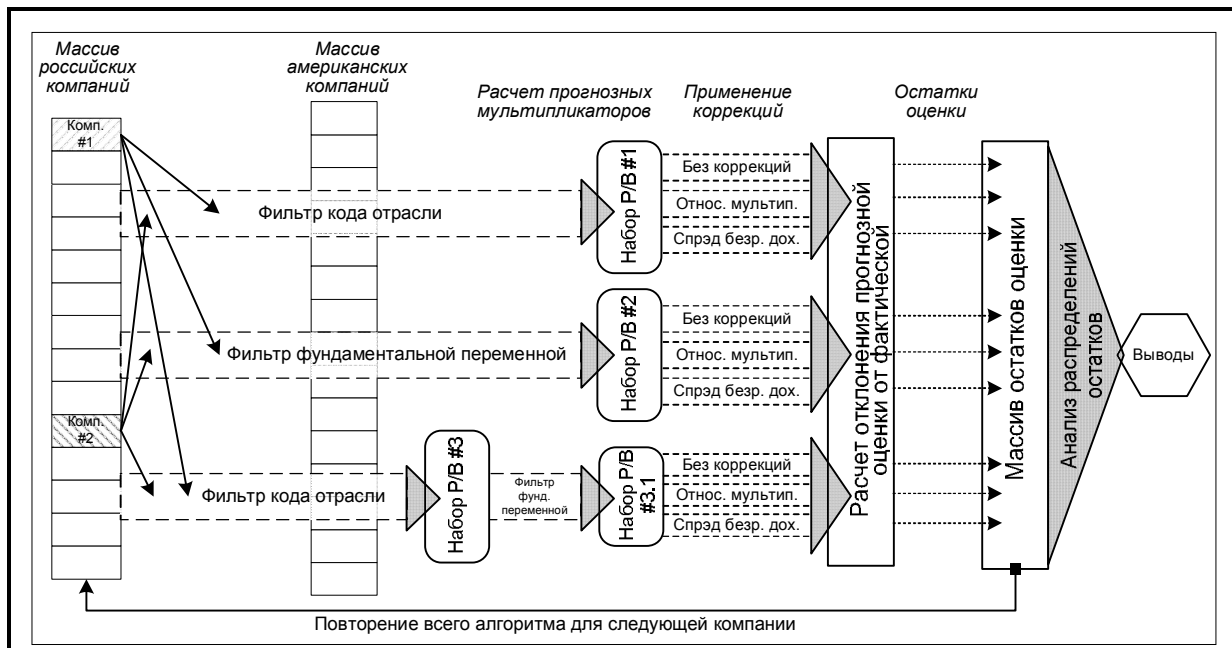 Массив
российских
компаний
Массив
американских
компаний
Расчет прогнозных
мультипликаторов
Применение
коррекций
Остатки
оценки
Комп.
#1
Фильтр кода отрасли
Набор P/B #1
Без коррекций
Относ. мультип.
Спрэд безр. дох.
Фильтр фундаментальной переменной
Набор P/B #2
Без коррекций
Относ. мультип.
Спрэд безр. дох.
Комп.
#2
Фильтр кода отрасли
Набор P/B #3
Фильтр
фунд.
переменной
Набор P/B
#3.1
Без коррекций
Относ. мультип.
Спрэд безр. дох.
Расчет отклонения прогнозной
оценки от фрактической
Массив остатков оценки
Анализ распределений
остатков
Выводы
Повторение всего алгоритма для следующей компании